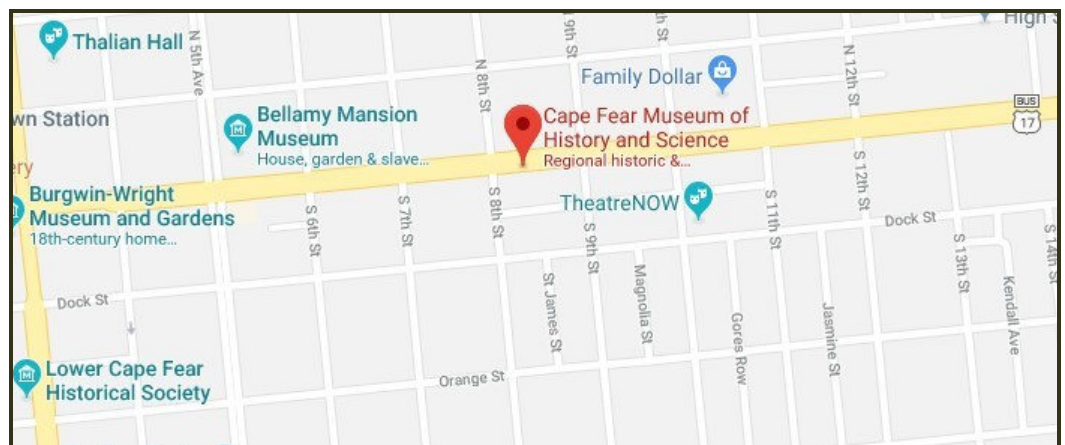 High S
Thalian Hall
N 5th Ave
9th St
th St
N 8th St
Family Dollar
N 12th St
wn Station
Bellamy Mansion
Museum
House, garden & slave...
Cape Fear Museum of
History and Science
Regional historic &...
BUS
17
ery
Burgwin-Wright
Museum and Gardens
18th-century home...
S 6th St
S 7th St
S 8th St
S 9th St
TheatreNOW
S 11th St
S 12th St
Dock St
S 13th St
S 14th St
Dock St
St James St
Magnolia St
Gores Row
Jasmine St
Kendall Ave
Lower Cape Fear
Historical Society
Orange St